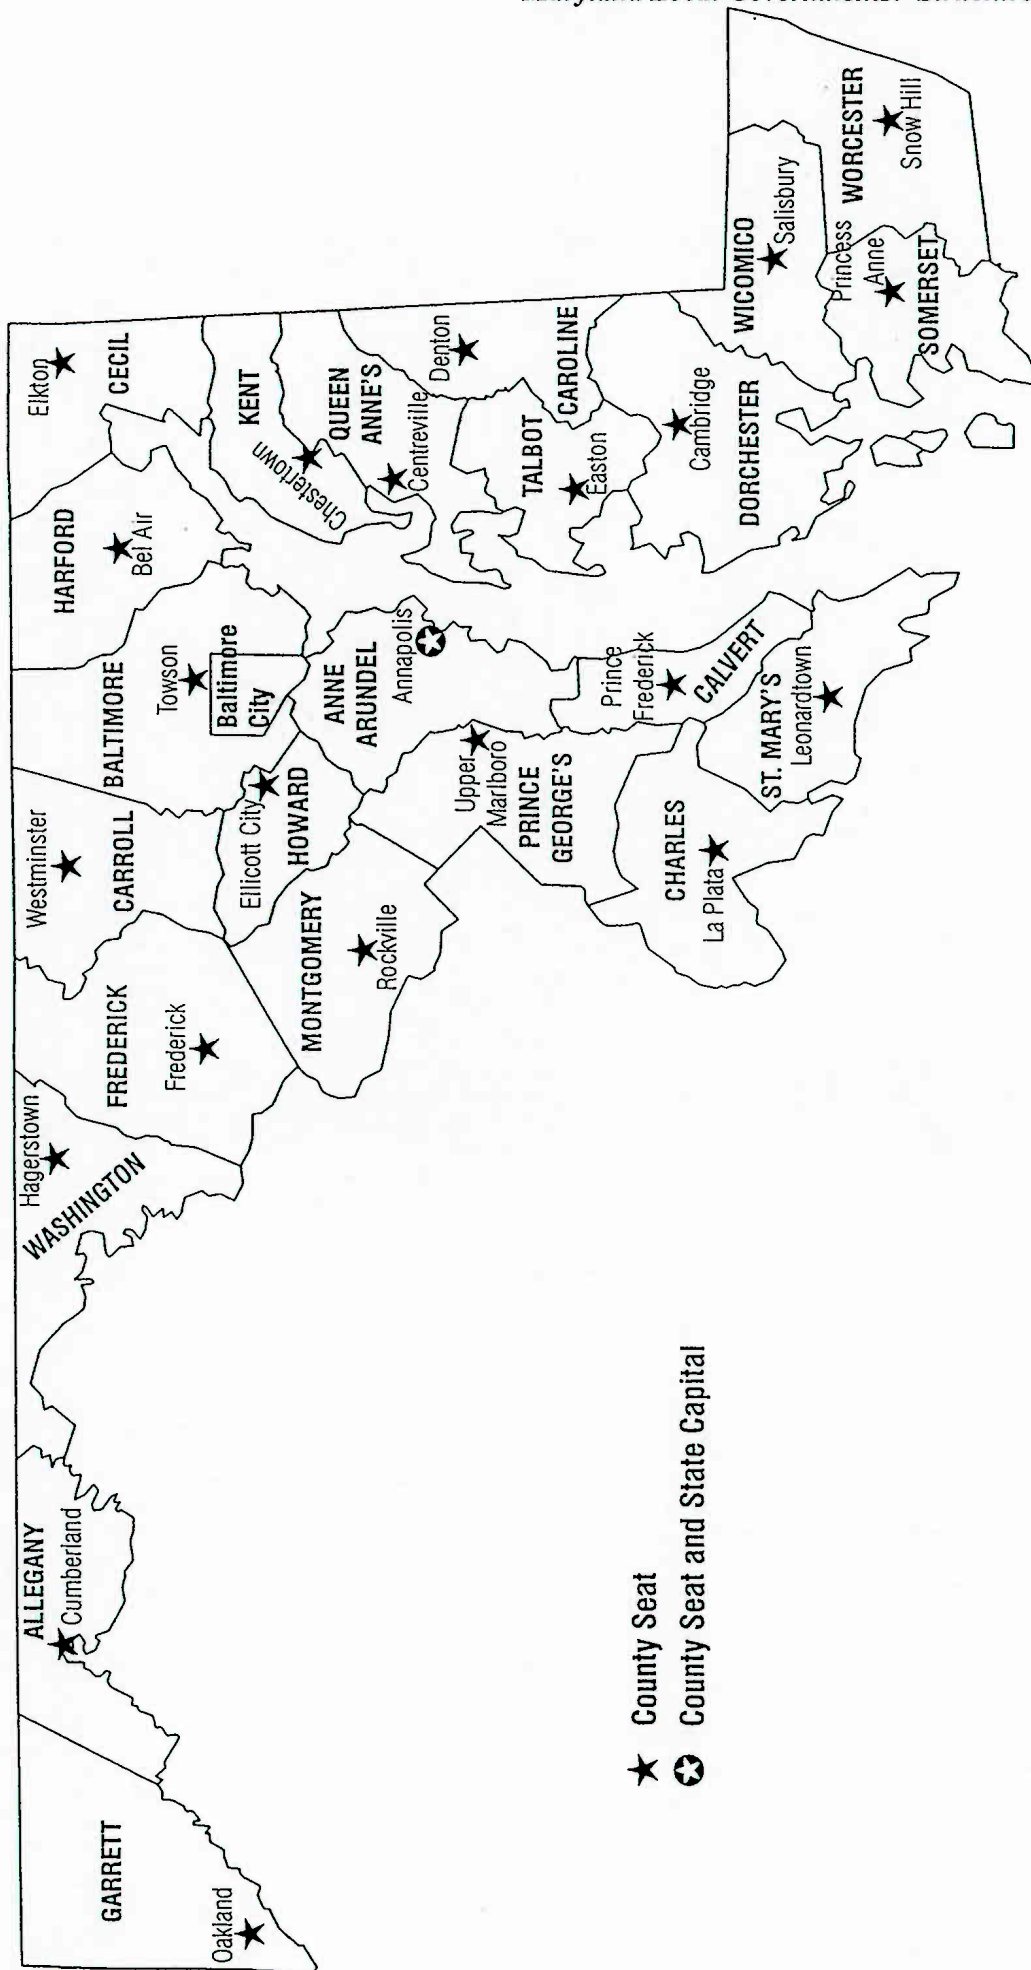 GARRETT
Oakland
ALLEGANY
Cumberland
Hagerstown
WASHINGTON
FREDERICK
Frederick
Westminster
CARROLL
BALTIMORE
Towson
Baltimore
City
HARFORD
Bel Air
Elkton
CECIL
KENT
Chestertown
QUEEN
ANNE'S
Centreville
Ellicott City
HOWARD
MONTGOMERY
Rockville
ANNE
ARUNDEL
Annapolis
Upper
Marlboro
PRINCE
GEORGE'S
Prince
Frederick
CALVERT
CHARLES
La Plata
ST. MARY'S
Leonardtown
Denton
CAROLINE
TALBOT
Easton
Cambridge
DORCHESTER
WICOMICO
Salisbury
Princess
Anne
SOMERSET
WORCESTER
Snow Hill
County Seat
County Seat and State Capital